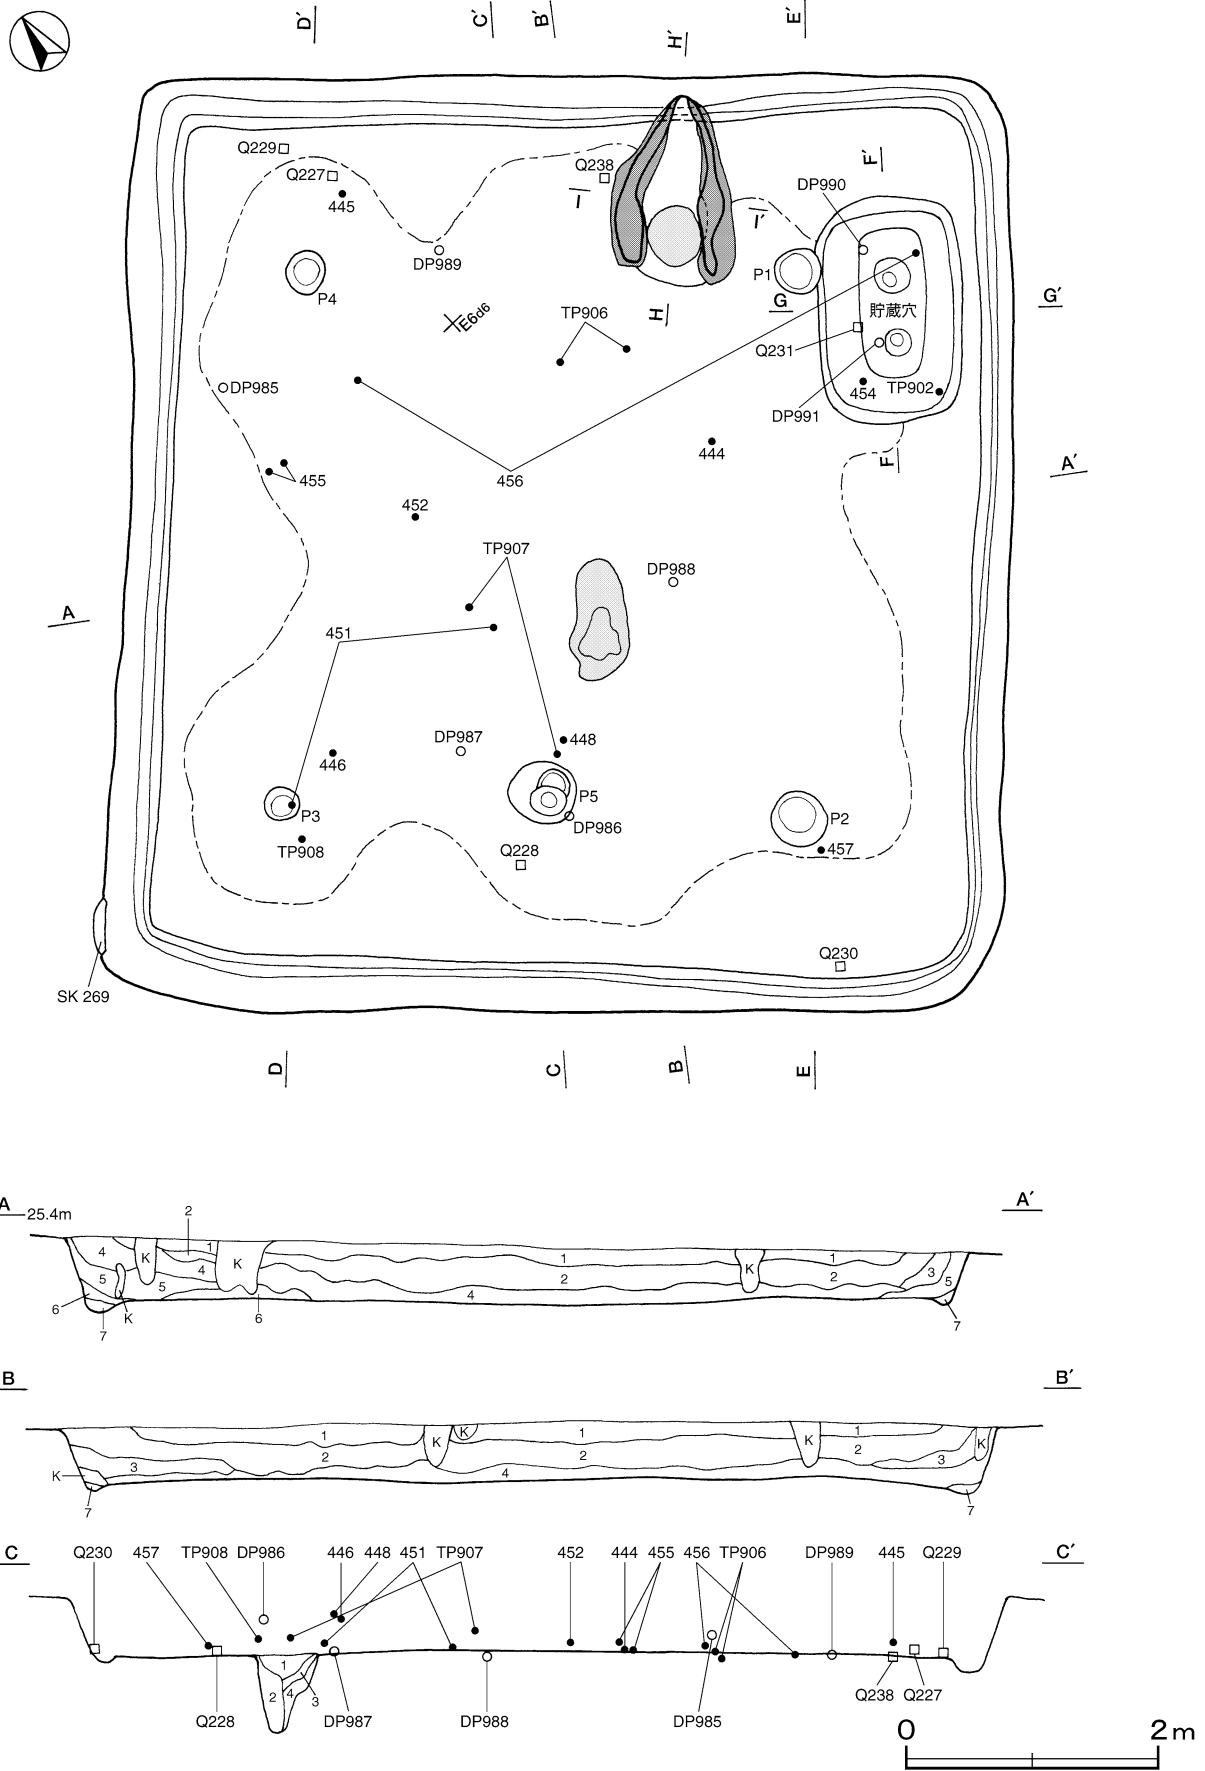 D′ C′ B′ H′ E′
Q229
Q227
445
Q238
I
I′
DP990
F′
DP989
P4
P1
G
G′
E6d6
TP906
H
貯蔵穴
Q231
DP985
454
TP902
DP991
444
F
A′
455
456
452
TP907
DP988
A
451
446
DP987
448
P5
P3
DP986
P2
457
TP908
Q228
Q230
SK 269
D C B E
A 25.4m
A′
2
4 K 1 K 1 K 1
5 5 4 2 2 3 5
6 K 6 4
7 7
B B′
1 K K 1 K 1 K
3 2 2 2 3
K 4
7 7
C Q230 457 TP908 DP986 446 448 451 TP907 452 444 455 456 TP906 DP989 445 Q229 C′
1
2 4 3
Q238 Q227
Q228 DP987 DP988 DP985
0 2m